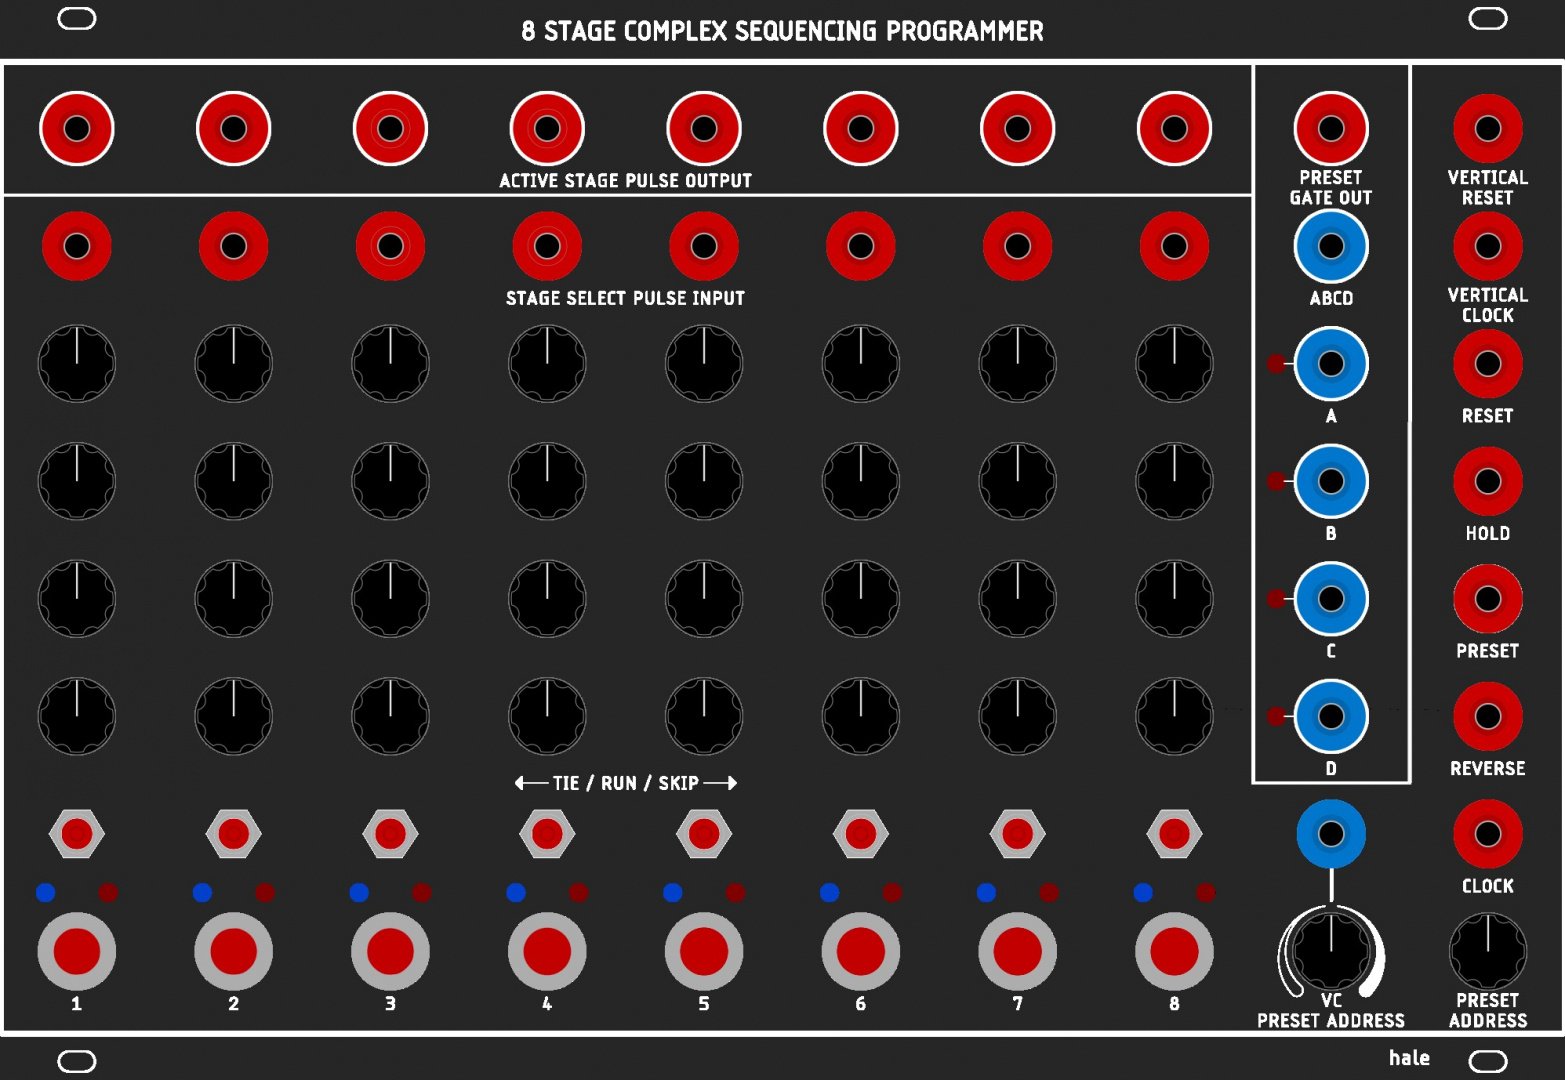 8 STAGE COMPLEX SEQUENCING PROGRAMMER
ACTIVE STAGE PULSE OUTPUT
PRESET
GATE OUT
VERTICAL
RESET
STAGE SELECT PULSE INPUT
ABCD
VERTICAL
CLOCK
A
RESET
B
HOLD
C
PRESET
TIE / RUN / SKIP
D
REVERSE
CLOCK
1 2 3 4 5 6 7 8
VC
PRESET ADDRESS
PRESET
ADDRESS
hale